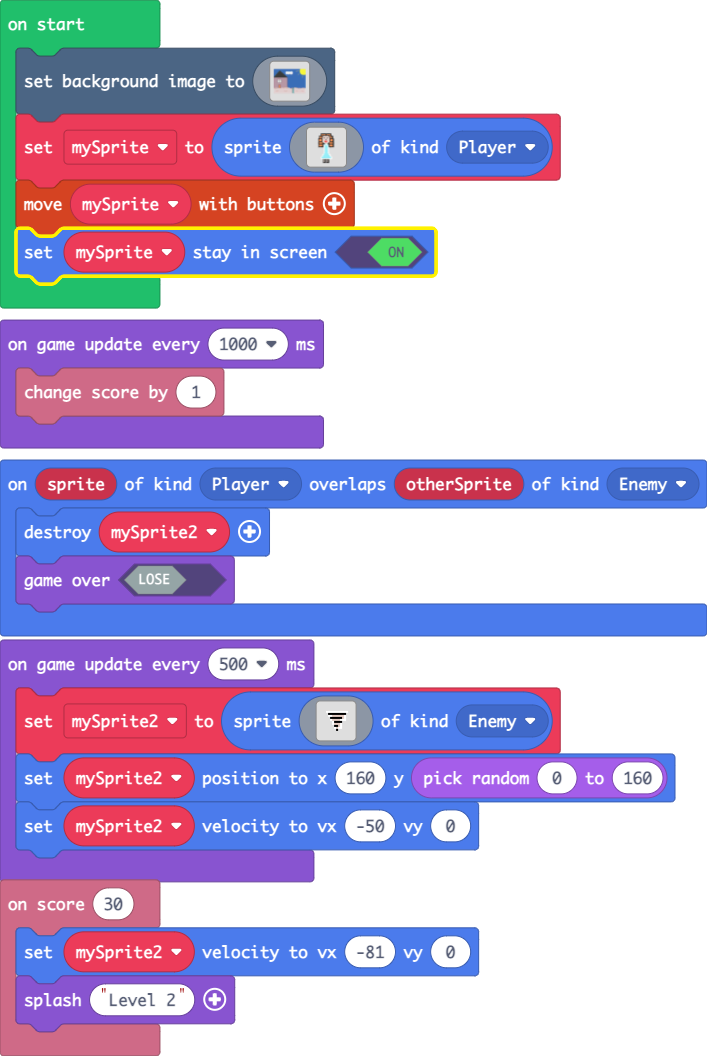 on start
set background image to
set mySprite to sprite of kind Player
move mySprite with buttons
set mySprite stay in screen ON
on game update every 1000 ms
change score by 1
on sprite of kind Player overlaps otherSprite of kind Enemy
destroy mySprite2
game over LOSE
on game update every 500 ms
set mySprite2 to sprite of kind Enemy
set mySprite2 position to x 160 y pick random 0 to 160
set mySprite2 velocity to vx -50 vy 0
on score 30
set mySprite2 velocity to vx -81 vy 0
splash "Level 2"